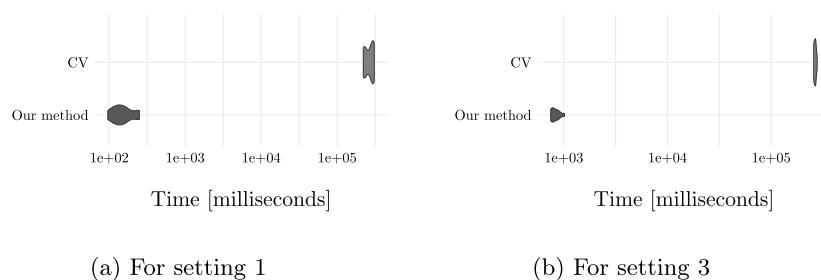 CV
Our method
1e+02 1e+03 1e+04 1e+05
Time [milliseconds]
(a) For setting 1
CV
Our method
1e+03 1e+04 1e+05
Time [milliseconds]
(b) For setting 3